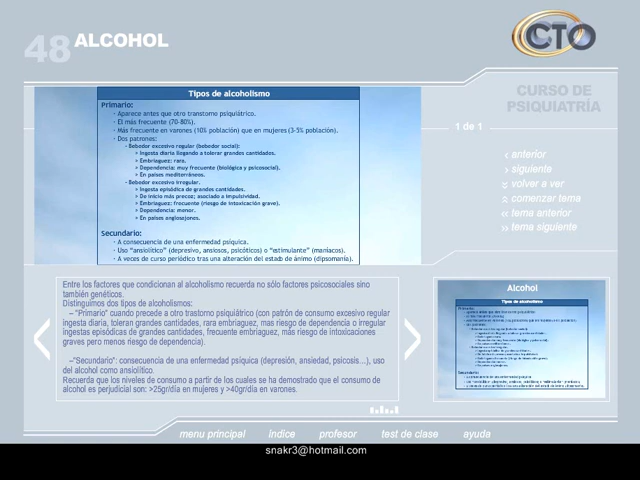 48 ALCOHOL
CTO
CURSO DE
PSIQUIATRÍA
1 de 1
Tipos de alcoholismo
Primario:
- Aparece antes que otro transtorno psiquiátrico.
- El más frecuente (70-80%).
- Más frecuente en varones (10% población) que en mujeres (3-5% población).
- Dos patrones:
- Bebedor excesivo regular (bebedor social):
» Ingesta diaria llegando a tolerar grandes cantidades.
» Embriaguez: rara.
» Dependencia: muy frecuente (biológica y psicosocial).
» En países mediterráneos.
- Bebedor excesivo irregular.
» Ingesta episódica de grandes cantidades.
» De inicio más precoz; asociado a impulsividad.
» Embriaguez: frecuente (riesgo de intoxicación grave).
» Dependencia: menor.
» En países anglosajones.
Secundario:
- A consecuencia de una enfermedad psíquica.
- Uso "ansiolítico" (depresivo, ansiosos, psicóticos) o "estimulante" (maníacos).
- A veces de curso periódico tras una alteración del estado de ánimo (dipsomanía).
‹ anterior
› siguiente
volver a ver
comenzar tema
‹‹ tema anterior
›› tema siguiente
Entre los factores que condicionan al alcoholismo recuerda no sólo factores psicosociales sino
también genéticos.
Distinguimos dos tipos de alcoholismos:
– "Primario" cuando precede a otro trastorno psiquiátrico (con patrón de consumo excesivo regular
ingesta diaria, toleran grandes cantidades, rara embriaguez, mas riesgo de dependencia o irregular
ingestas episódicas de grandes cantidades, frecuente embriaguez, más riesgo de intoxicaciones
graves pero menos riesgo de dependencia).
–"Secundario": consecuencia de una enfermedad psíquica (depresión, ansiedad, psicosis...), uso
del alcohol como ansiolítico.
Recuerda que los niveles de consumo a partir de los cuales se ha demostrado que el consumo de
alcohol es perjudicial son: >25gr/día en mujeres y >40gr/día en varones.
Alcohol
Tipos de alcoholismo
menu principal índice profesor test de clase ayuda
snakr3@hotmail.com